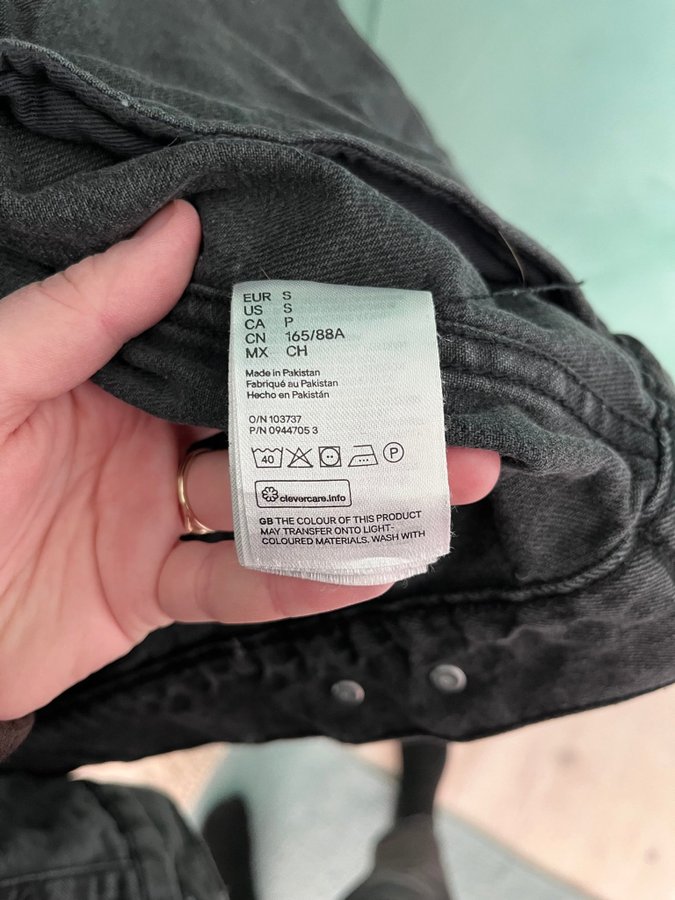 EUR S
US S
CA P
CN 165/88A
MX CH
Made in Pakistan
Fabriqué au Pakistan
Hecho en Pakistán
O/N 103737
P/N 0944705 3
40 P
clevercare.info
GB THE COLOUR OF THIS PRODUCT
MAY TRANSFER ONTO LIGHT-
COLOURED MATERIALS. WASH WITH